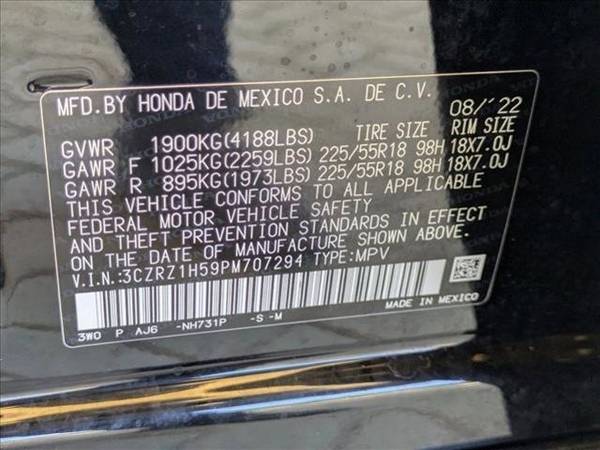 MFD.BY HONDA DE MEXICO S.A. DE C.V. 08/'22
GVWR 1900KG(4188LBS) TIRE SIZE RIM SIZE
GAWR F 1025KG(2259LBS) 225/55R18 98H 18X7.0J
GAWR R 895KG(1973LBS) 225/55R18 98H 18X7.0J
THIS VEHICLE CONFORMS TO ALL APPLICABLE
FEDERAL MOTOR VEHICLE SAFETY
AND THEFT PREVENTION STANDARDS IN EFFECT
ON THE DATE OF MANUFACTURE SHOWN ABOVE.
V.I.N.:3CZRZ1H59PM707294 TYPE:MPV
3WO P AJ6 -NH731P -S -M MADE IN MEXICO